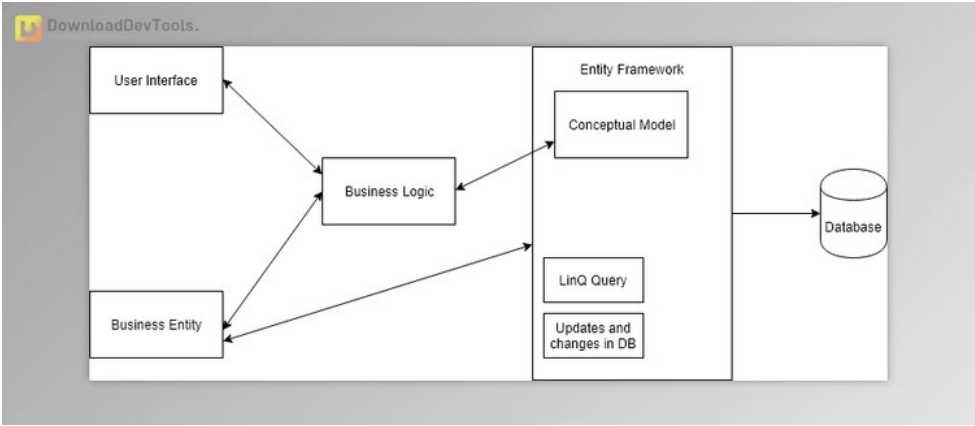 DownloadDevTools.
User Interface
Entity Framework
Conceptual Model
Business Logic
Database
LinQ Query
Business Entity
Updates and
changes in DB